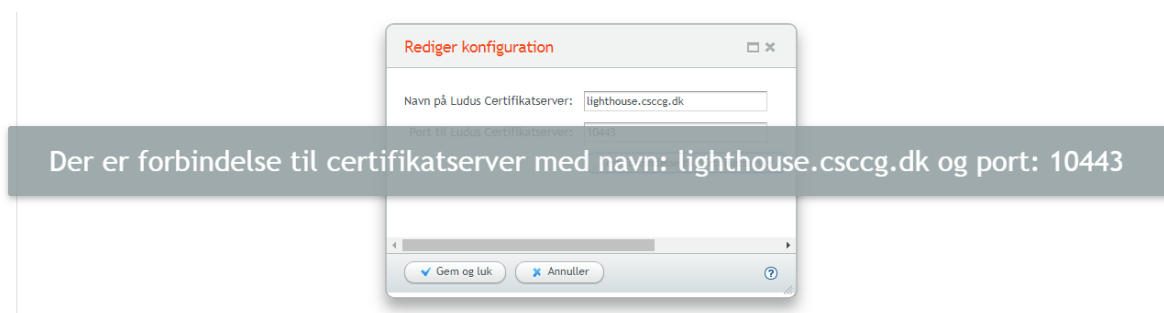 Rediger konfiguration
Navn på Ludus Certifikatserver: lighthouse.csccg.dk
Port til Ludus Certifikatserver: 10443
Der er forbindelse til certifikatserver med navn: lighthouse.csccg.dk og port: 10443
Gem og luk Annuller ?